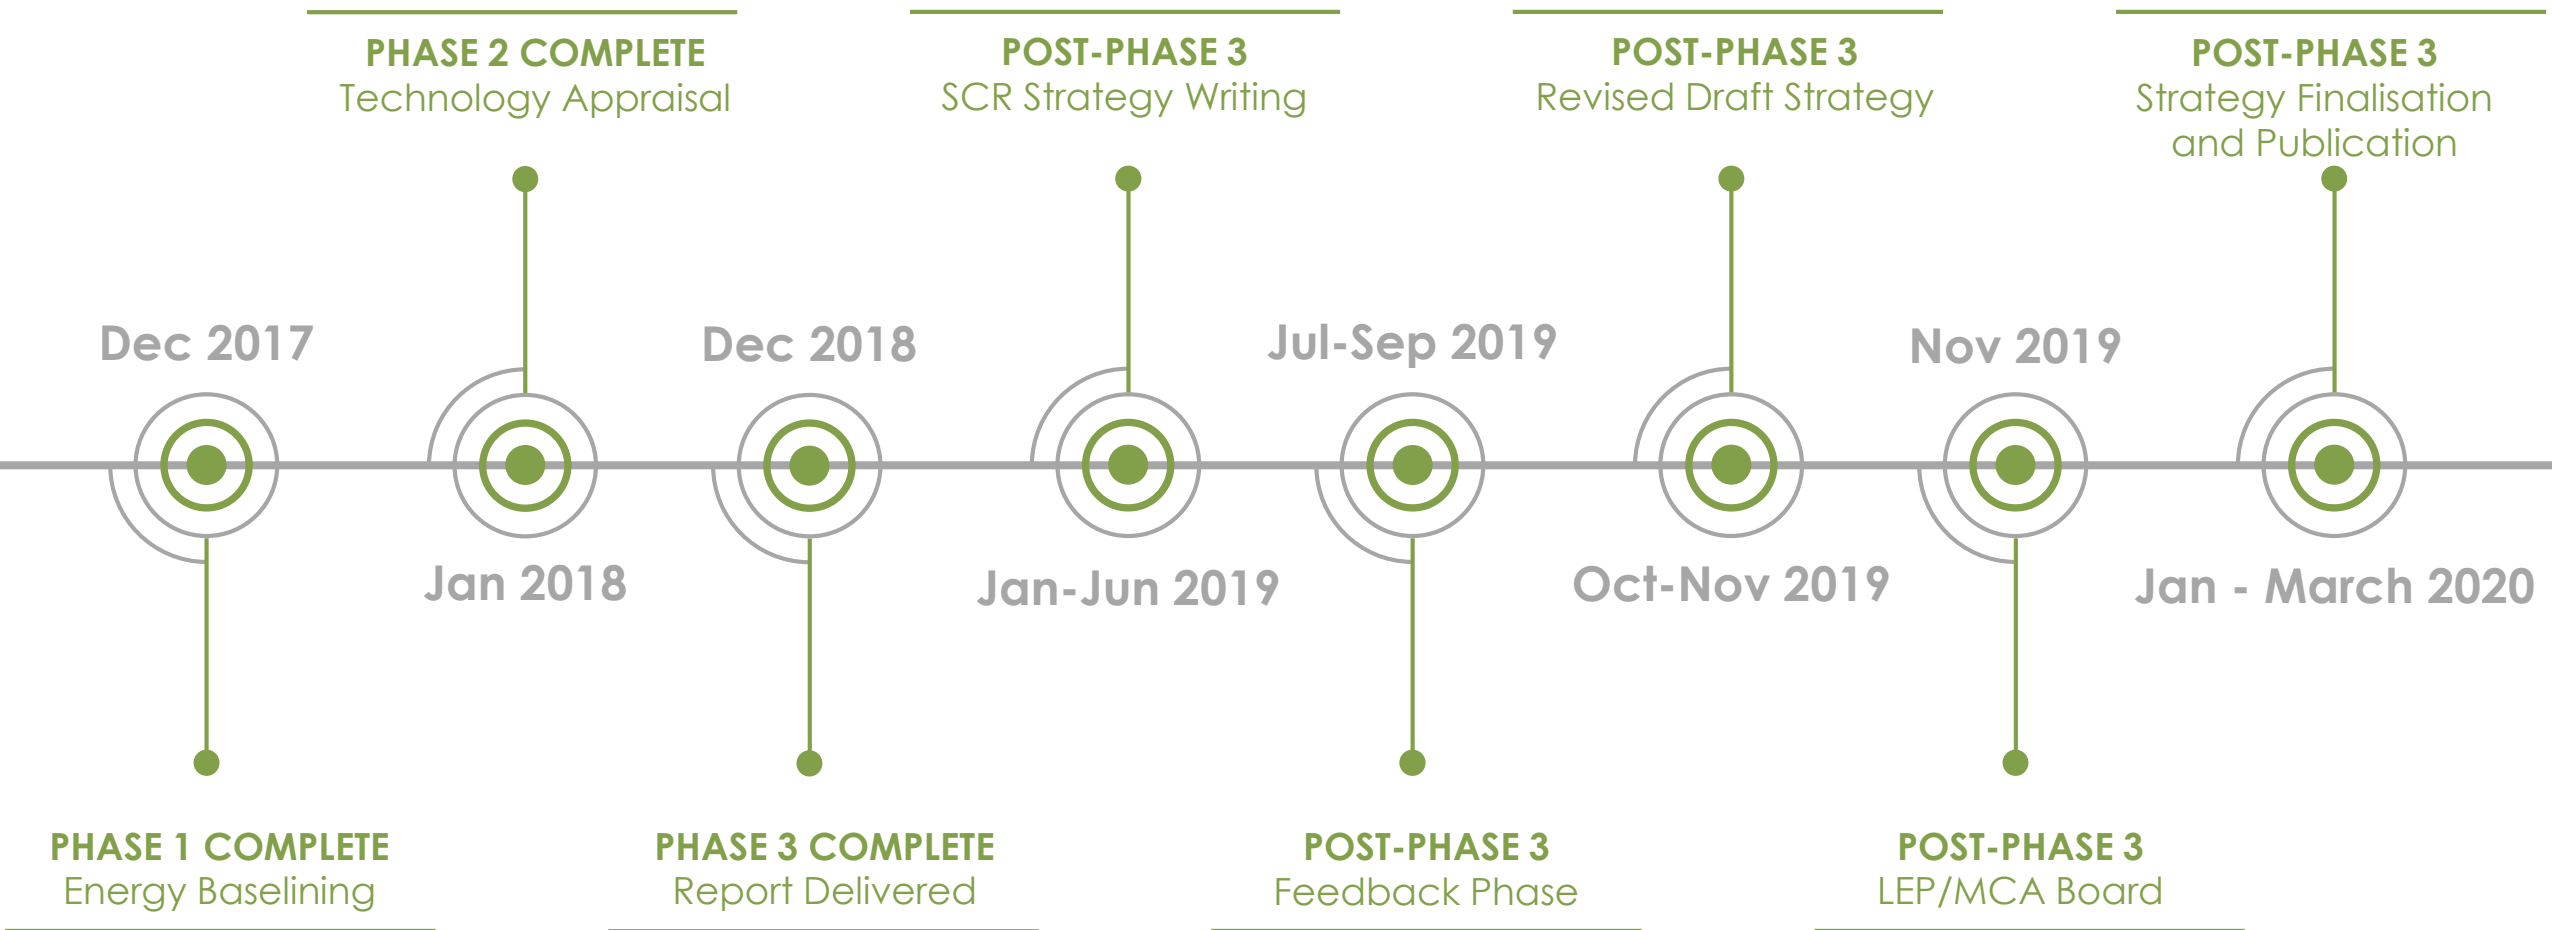 PHASE 2 COMPLETE
Technology Appraisal
POST-PHASE 3
SCR Strategy Writing
POST-PHASE 3
Revised Draft Strategy
POST-PHASE 3
Strategy Finalisation
and Publication
Dec 2017
Dec 2018
Jul-Sep 2019
Nov 2019
Jan 2018
Jan-Jun 2019
Oct-Nov 2019
Jan - March 2020
PHASE 1 COMPLETE
Energy Baselining
PHASE 3 COMPLETE
Report Delivered
POST-PHASE 3
Feedback Phase
POST-PHASE 3
LEP/MCA Board